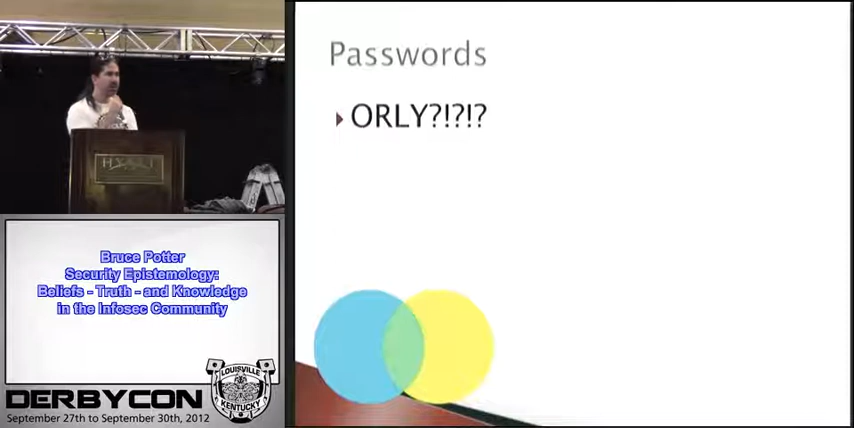 Passwords
ORLY?!?!?
HYATT
Bruce Potter
Security Epistemology:
Beliefs - Truth - and Knowledge
in the Infosec Community
LOUISVILLE
KENTUCKY
DERBYCON
September 27th to September 30th, 2012